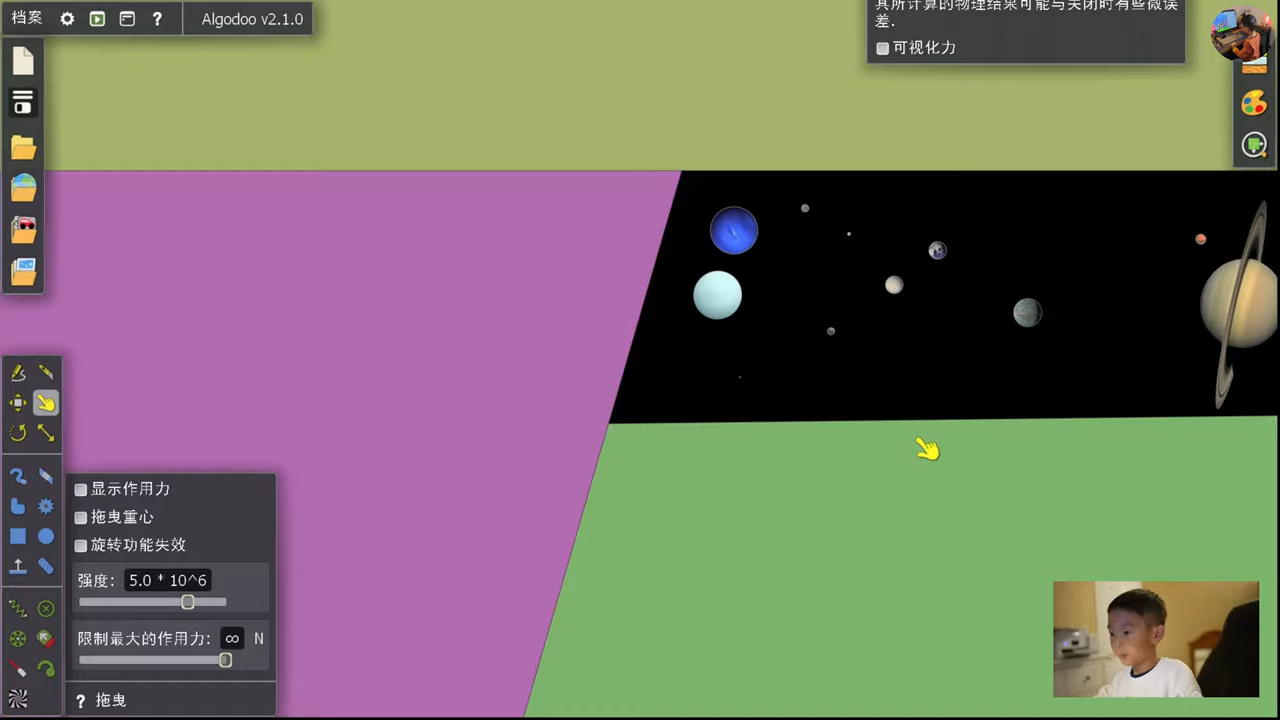 档案
?
Algodoo v2.1.0
其所计算的物理结果可能与关闭时有些微误
差.
可视化力
显示作用力
拖曳重心
旋转功能失效
强度: 5.0 * 10^6
限制最大的作用力: ∞ N
? 拖曳